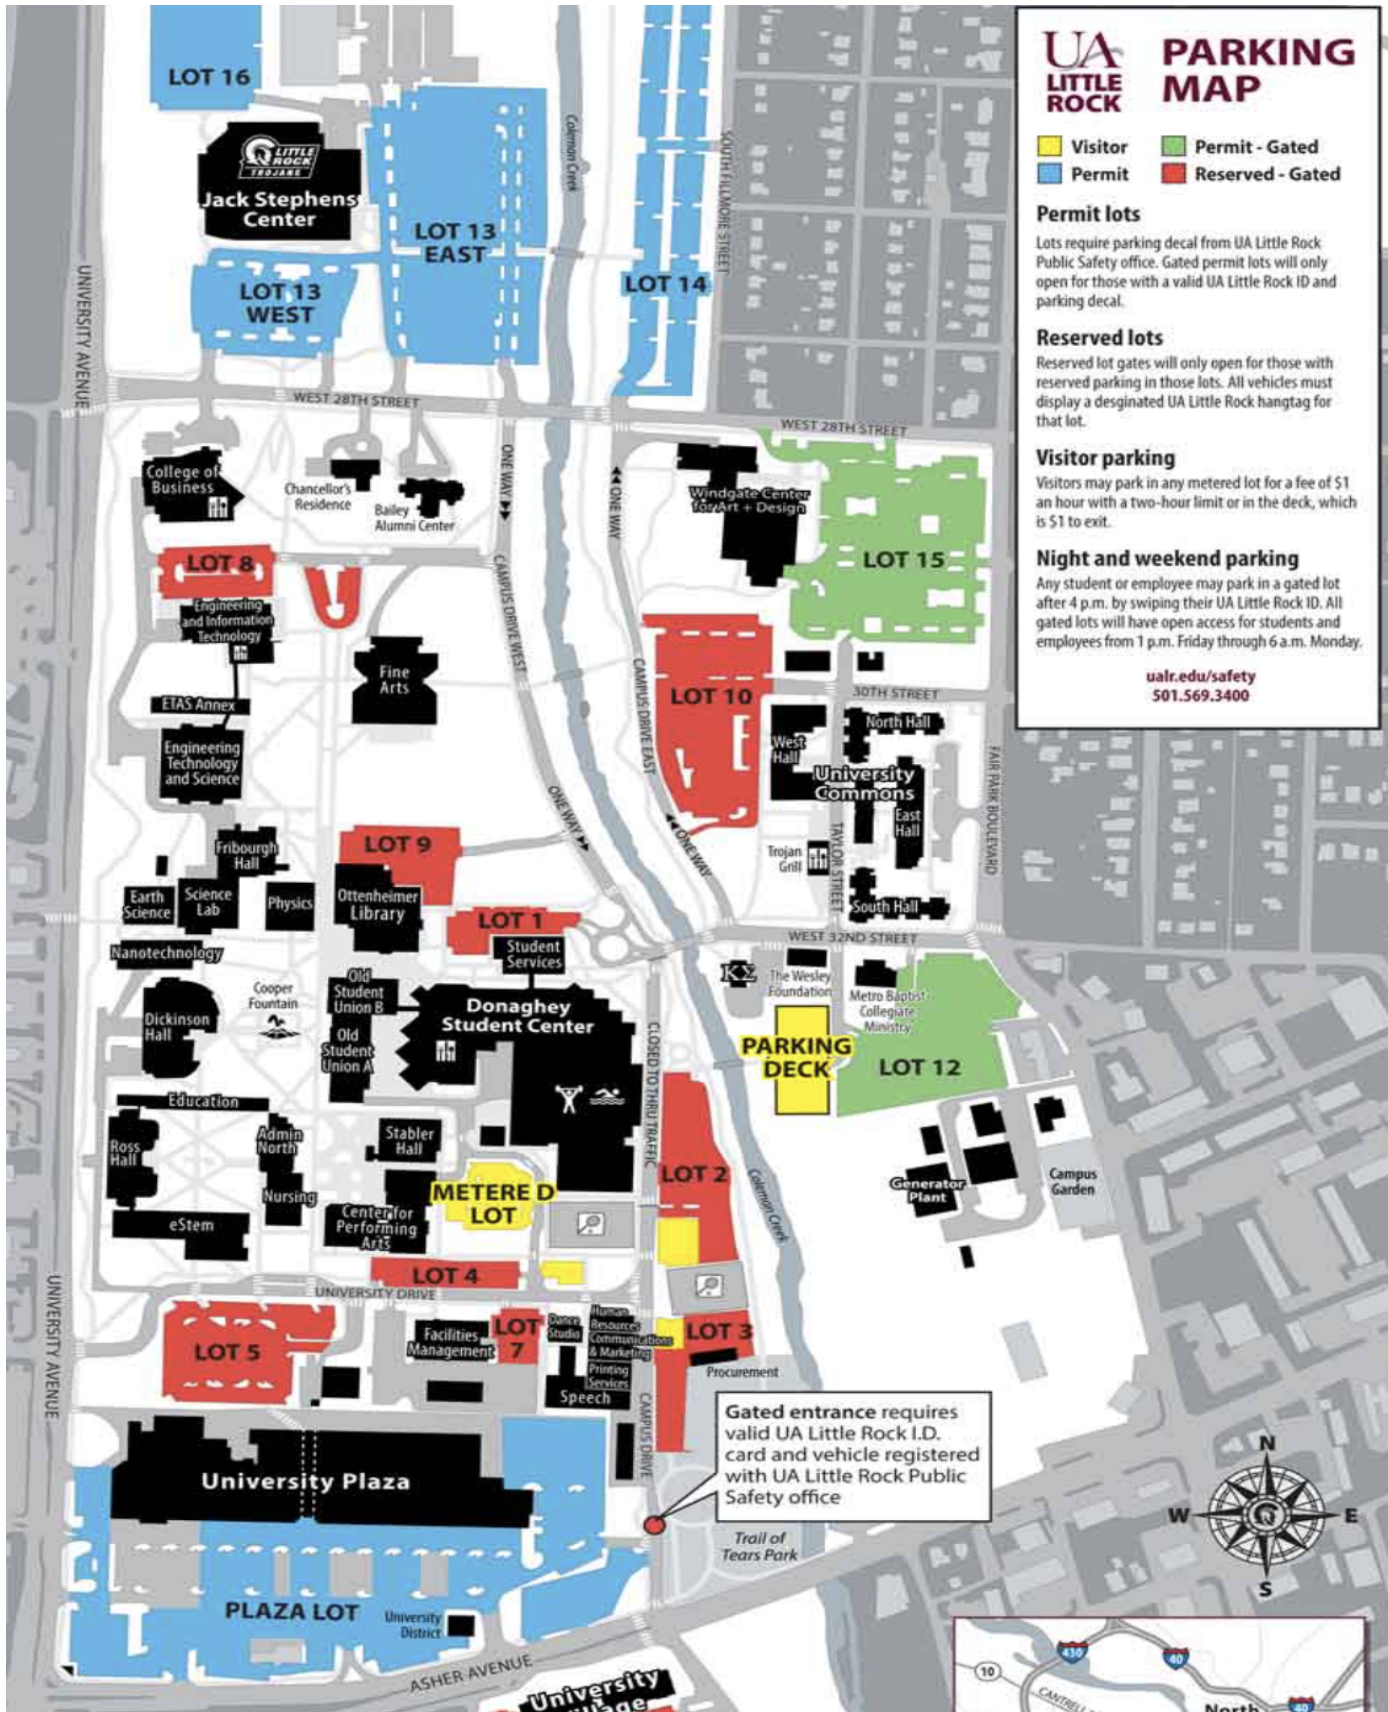 LOT 16
LITTLE
ROCK
TROJANS
Jack Stephens
Center
LOT 13
EAST
LOT 13
WEST
LOT 14
Coleman Creek
SOUTH FILLMORE STREET
UNIVERSITY AVENUE
WEST 28TH STREET
WEST 28TH STREET
UA
LITTLE
ROCK
PARKING
MAP
Visitor
Permit
Permit - Gated
Reserved - Gated
Permit lots
Lots require parking decal from UA Little Rock
Public Safety office. Gated permit lots will only
open for those with a valid UA Little Rock ID and
parking decal.
Reserved lots
Reserved lot gates will only open for those with
reserved parking in those lots. All vehicles must
display a desginated UA Little Rock hangtag for
that lot.
Visitor parking
Visitors may park in any metered lot for a fee of $1
an hour with a two-hour limit or in the deck, which
is $1 to exit.
Night and weekend parking
Any student or employee may park in a gated lot
after 4 p.m. by swiping their UA Little Rock ID. All
gated lots will have open access for students and
employees from 1 p.m. Friday through 6 a.m. Monday.
ualr.edu/safety
501.569.3400
College of
Business
Chancellor's
Residence
Bailey
Alumni Center
ONE WAY
ONE WAY
Windgate Center
for Art + Design
LOT 15
LOT 8
Engineering
and Information
Technology
CAMPUS DRIVE WEST
CAMPUS DRIVE EAST
Fine
Arts
LOT 10
30TH STREET
ETAS Annex
Engineering
Technology
and Science
West
Hall
North Hall
University
Commons
East
Hall
FAIR PARK BOULEVARD
ONE WAY
ONE WAY
Fribourgh
Hall
LOT 9
Trojan
Grill
TAYLOR STREET
South Hall
Earth
Science
Science
Lab
Physics
Ottenheimer
Library
LOT 1
Student
Services
WEST 32ND STREET
Nanotechnology
Cooper
Fountain
Old
Student
Union B
Old
Student
Union A
Donaghey
Student Center
Dickinson
Hall
ΚΣ
The Wesley
Foundation
Metro Baptist
Collegiate
Ministry
PARKING
DECK
LOT 12
CLOSED TO THRU TRAFFIC
Education
Ross
Hall
Admin
North
Stabler
Hall
Nursing
eStem
Center for
Performing
Arts
METERE D
LOT
LOT 2
Coleman Creek
Generator
Plant
Campus
Garden
LOT 4
UNIVERSITY DRIVE
UNIVERSITY AVENUE
LOT 5
Facilities
Management
LOT
7
Dance
Studio
Human
Resources
Communications
& Marketing
Printing
Services
Speech
LOT 3
Procurement
CAMPUS DRIVE
Gated entrance requires
valid UA Little Rock I.D.
card and vehicle registered
with UA Little Rock Public
Safety office
University Plaza
Trail of
Tears Park
N
W
E
S
PLAZA LOT
University
District
ASHER AVENUE
University
430
40
10
North
40